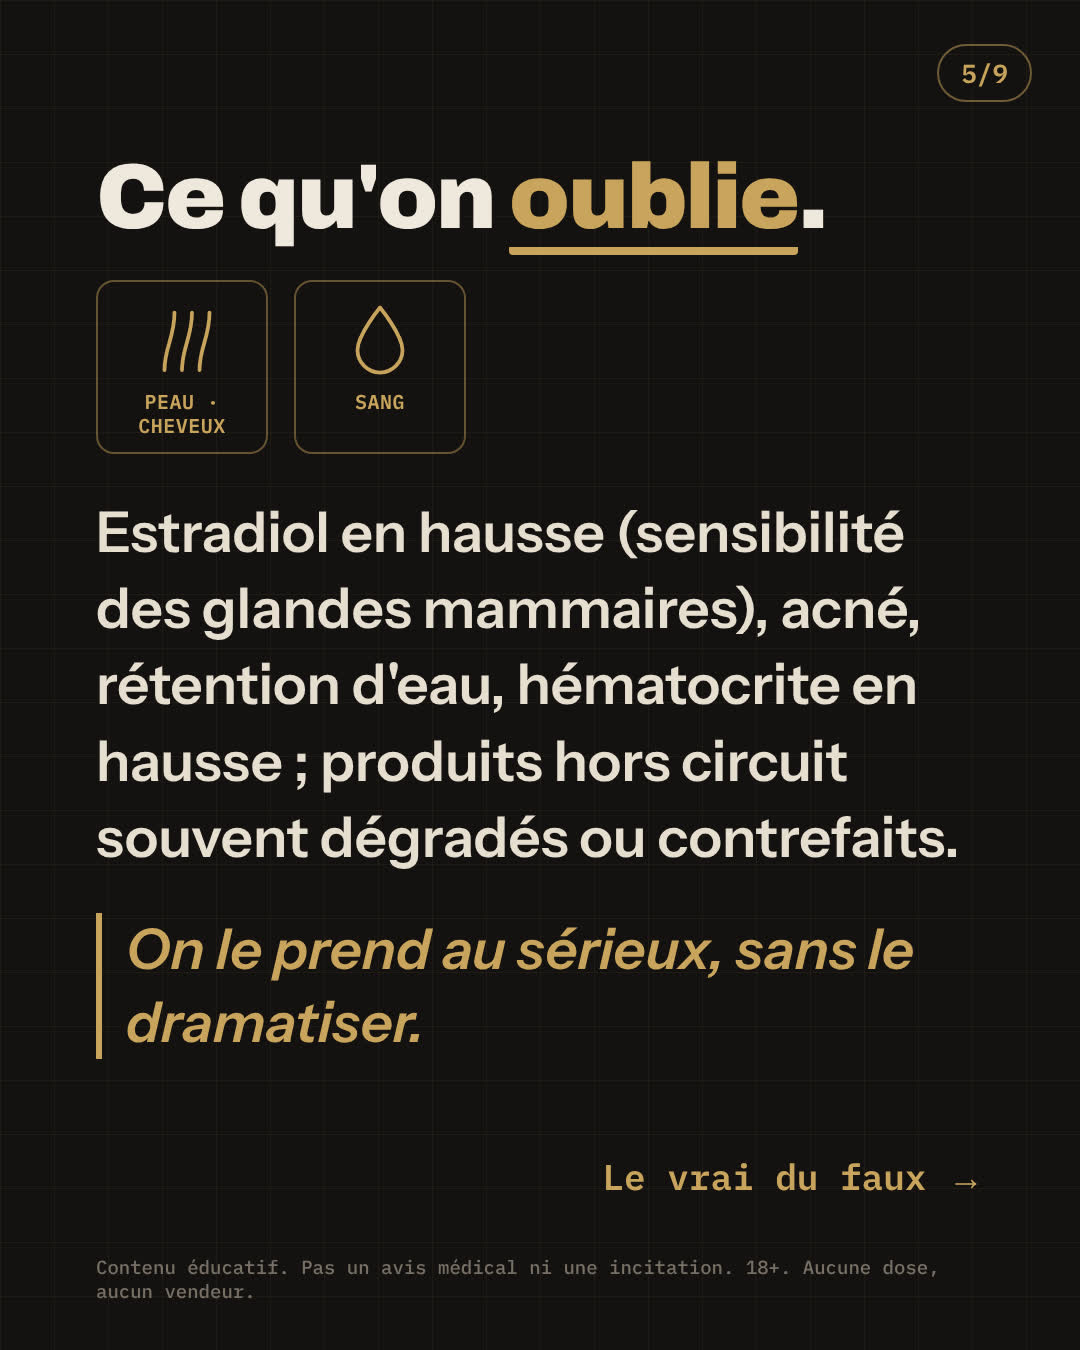 5/9
Ce qu'on oublie.
PEAU ·
CHEVEUX
SANG
Estradiol en hausse (sensibilité
des glandes mammaires), acné,
rétention d'eau, hématocrite en
hausse ; produits hors circuit
souvent dégradés ou contrefaits.
On le prend au sérieux, sans le
dramatiser.
Le vrai du faux →
Contenu éducatif. Pas un avis médical ni une incitation. 18+. Aucune dose,
aucun vendeur.